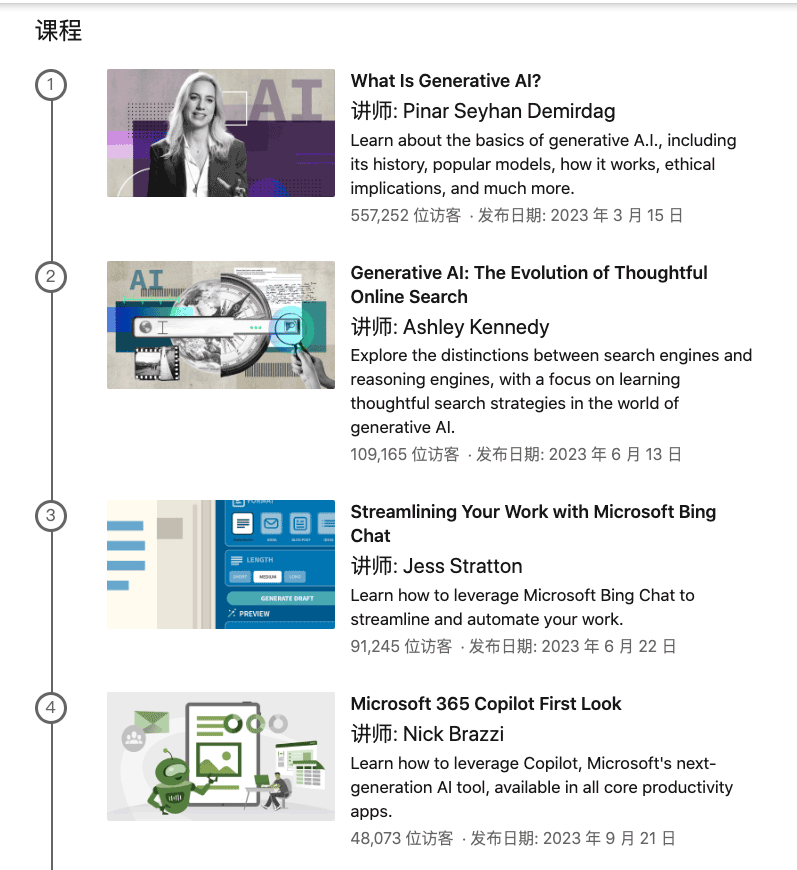 课程
1
AI
What Is Generative AI?
讲师: Pinar Seyhan Demirdag
Learn about the basics of generative A.I., including
its history, popular models, how it works, ethical
implications, and much more.
557,252 位访客 · 发布日期: 2023 年 3 月 15 日
2
AI
Generative AI: The Evolution of Thoughtful
Online Search
讲师: Ashley Kennedy
Explore the distinctions between search engines and
reasoning engines, with a focus on learning
thoughtful search strategies in the world of
generative AI.
109,165 位访客 · 发布日期: 2023 年 6 月 13 日
3
FORMAT
LENGTH
SHORT MEDIUM LONG
GENERATE DRAFT
PREVIEW
Streamlining Your Work with Microsoft Bing
Chat
讲师: Jess Stratton
Learn how to leverage Microsoft Bing Chat to
streamline and automate your work.
91,245 位访客 · 发布日期: 2023 年 6 月 22 日
4
Microsoft 365 Copilot First Look
讲师: Nick Brazzi
Learn how to leverage Copilot, Microsoft's next-
generation AI tool, available in all core productivity
apps.
48,073 位访客 · 发布日期: 2023 年 9 月 21 日